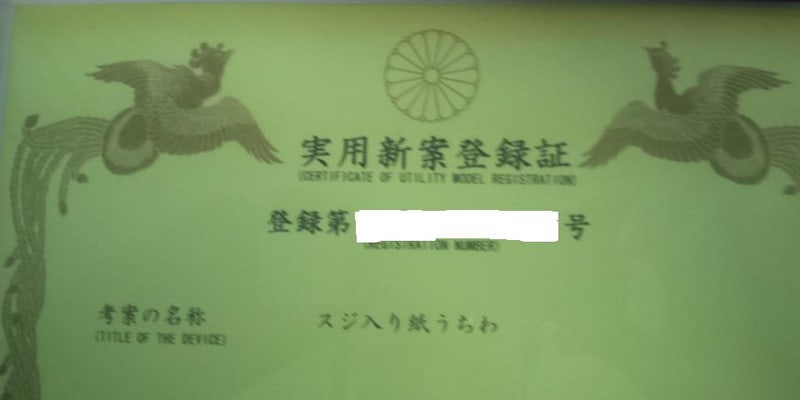 実用新案登録証
(CERTIFICATE OF UTILITY MODEL REGISTRATION)
登録第 号
(REGISTRATION NUMBER)
考案の名称 スジ入り紙うちわ
(TITLE OF THE DEVICE)